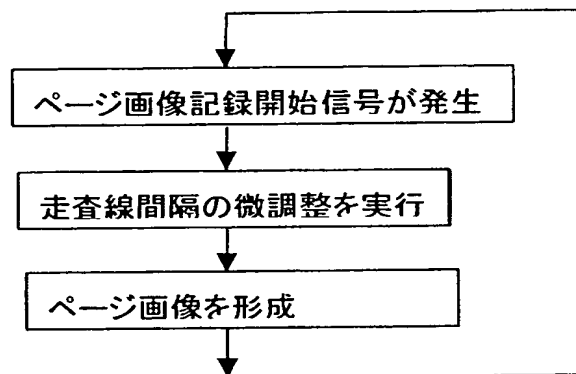 ページ画像記録開始信号が発生
走査線間隔の微調整を実行
ページ画像を形成